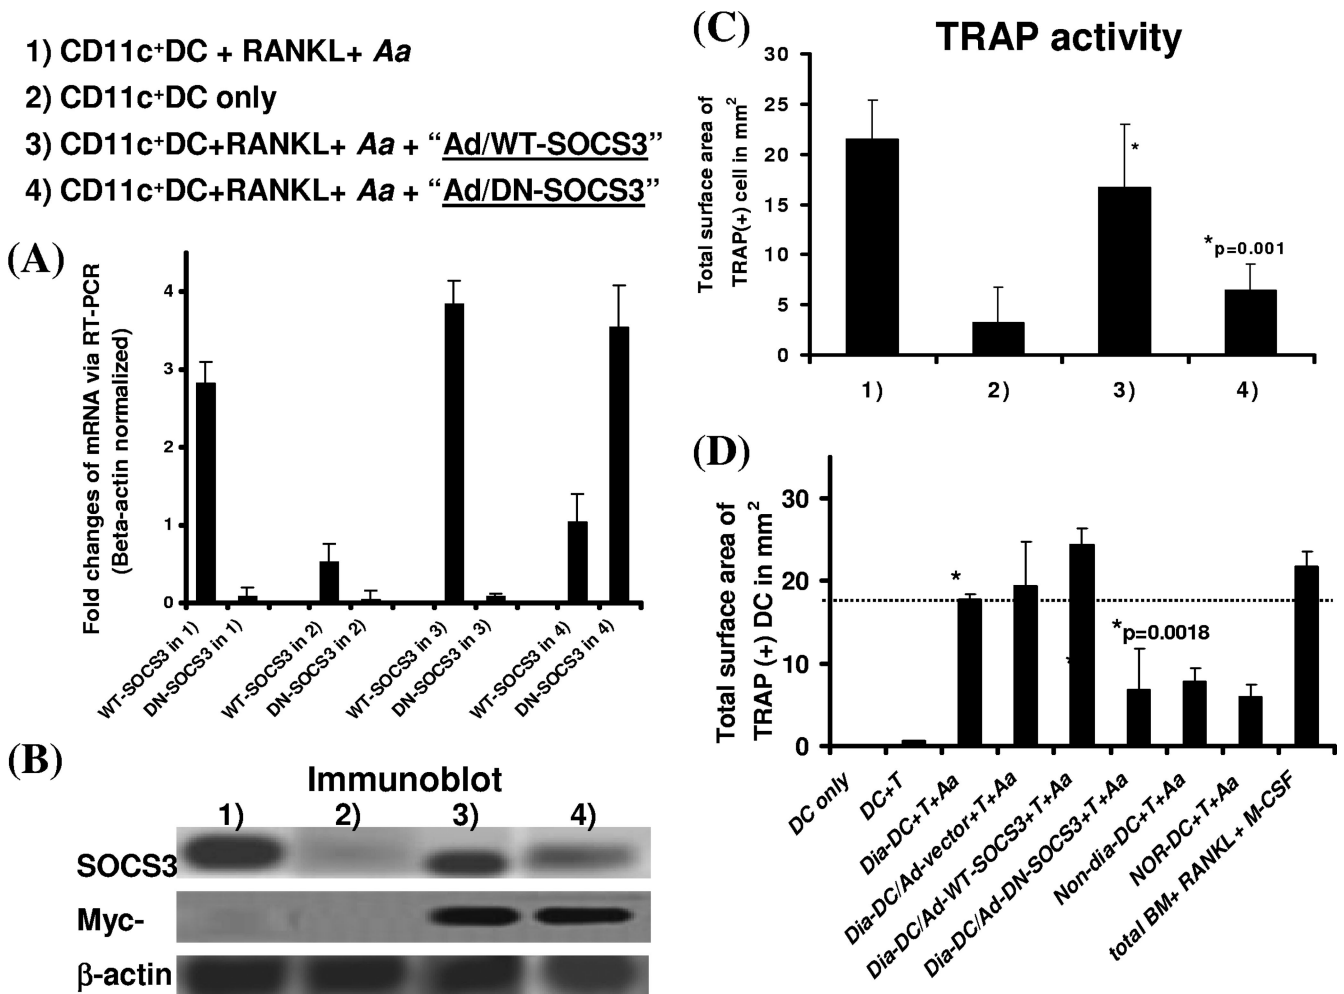 1) CD11c⁺DC + RANKL+ Aa
2) CD11c⁺DC only
3) CD11c⁺DC+RANKL+ Aa + “Ad/WT-SOCS3”
4) CD11c⁺DC+RANKL+ Aa + “Ad/DN-SOCS3”
(A)
Fold changes of mRNA via RT-PCR
(Beta-actin normalized)
4
3
2
1
0
WT-SOCS3 in 1)
DN-SOCS3 in 1)
WT-SOCS3 in 2)
DN-SOCS3 in 2)
WT-SOCS3 in 3)
DN-SOCS3 in 3)
WT-SOCS3 in 4)
DN-SOCS3 in 4)
(B)
Immunoblot
1) 2) 3) 4)
SOCS3
Myc-
β-actin
(C)
TRAP activity
Total surface area of
TRAP(+) cell in mm²
30
25
20
15
10
5
0
*
*p=0.001
1) 2) 3) 4)
(D)
Total surface area of
TRAP (+) DC in mm²
30
20
10
0
*
*
*p=0.0018
DC only
DC+T
Dia-DC+T+Aa
Dia-DC/Ad-vector+T+Aa
Dia-DC/Ad-WT-SOCS3+T+Aa
Dia-DC/Ad-DN-SOCS3+T+Aa
Non-dia-DC+T+Aa
NOR-DC+T+Aa
total BM+ RANKL + M-CSF